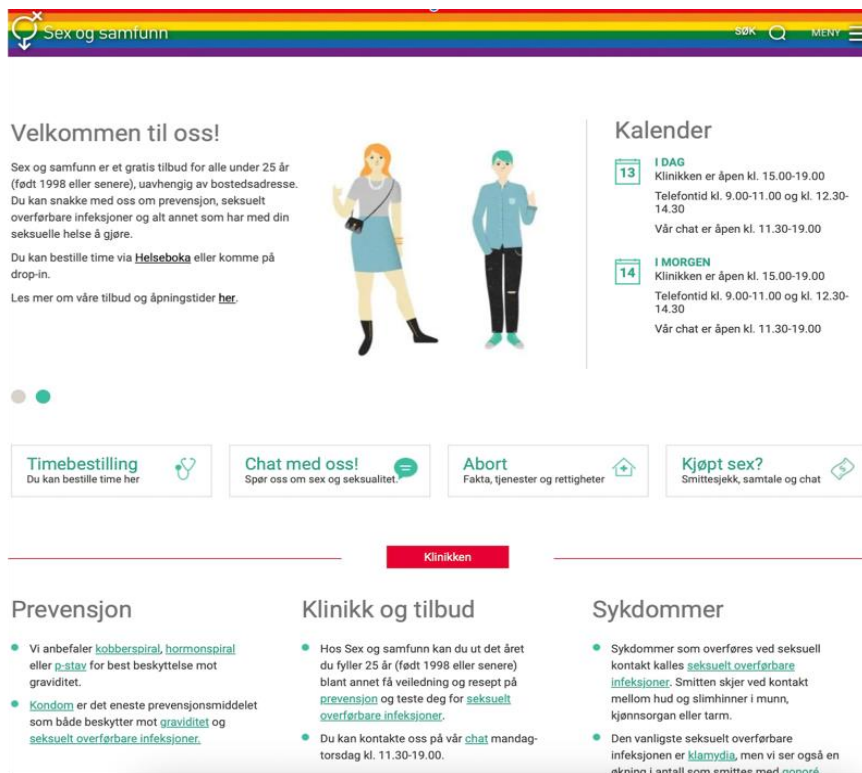 Sex og samfunn
SØK
MENY
Velkommen til oss!
Sex og samfunn er et gratis tilbud for alle under 25 år
(født 1998 eller senere), uavhengig av bostedsadresse.
Du kan snakke med oss om prevensjon, seksuelt
overførbare infeksjoner og alt annet som har med din
seksuelle helse å gjøre.
Du kan bestille time via Helseboka eller komme på
drop-in.
Les mer om våre tilbud og åpningstider her.
Kalender
13
I DAG
Klinikken er åpen kl. 15.00-19.00
Telefontid kl. 9.00-11.00 og kl. 12.30-
14.30
Vår chat er åpen kl. 11.30-19.00
14
I MORGEN
Klinikken er åpen kl. 15.00-19.00
Telefontid kl. 9.00-11.00 og kl. 12.30-
14.30
Vår chat er åpen kl. 11.30-19.00
Timebestilling
Du kan bestille time her
Chat med oss!
Spør oss om sex og seksualitet.
Abort
Fakta, tjenester og rettigheter
Kjøpt sex?
Smittesjekk, samtale og chat
Klinikken
Prevensjon
Vi anbefaler kobberspiral, hormonspiral
eller p-stav for best beskyttelse mot
graviditet.
Kondom er det eneste prevensjonsmiddelet
som både beskytter mot graviditet og
seksuelt overførbare infeksjoner.
Klinikk og tilbud
Hos Sex og samfunn kan du ut det året
du fyller 25 år (født 1998 eller senere)
blant annet få veiledning og resept på
prevensjon og teste deg for seksuelt
overførbare infeksjoner.
Du kan kontakte oss på vår chat mandag-
torsdag kl. 11.30-19.00.
Sykdommer
Sykdommer som overføres ved seksuell
kontakt kalles seksuelt overførbare
infeksjoner. Smitten skjer ved kontakt
mellom hud og slimhinner i munn,
kjønnsorgan eller tarm.
Den vanligste seksuelt overførbare
infeksjonen er klamydia, men vi ser også en
økning i antall som smittes med gonoré